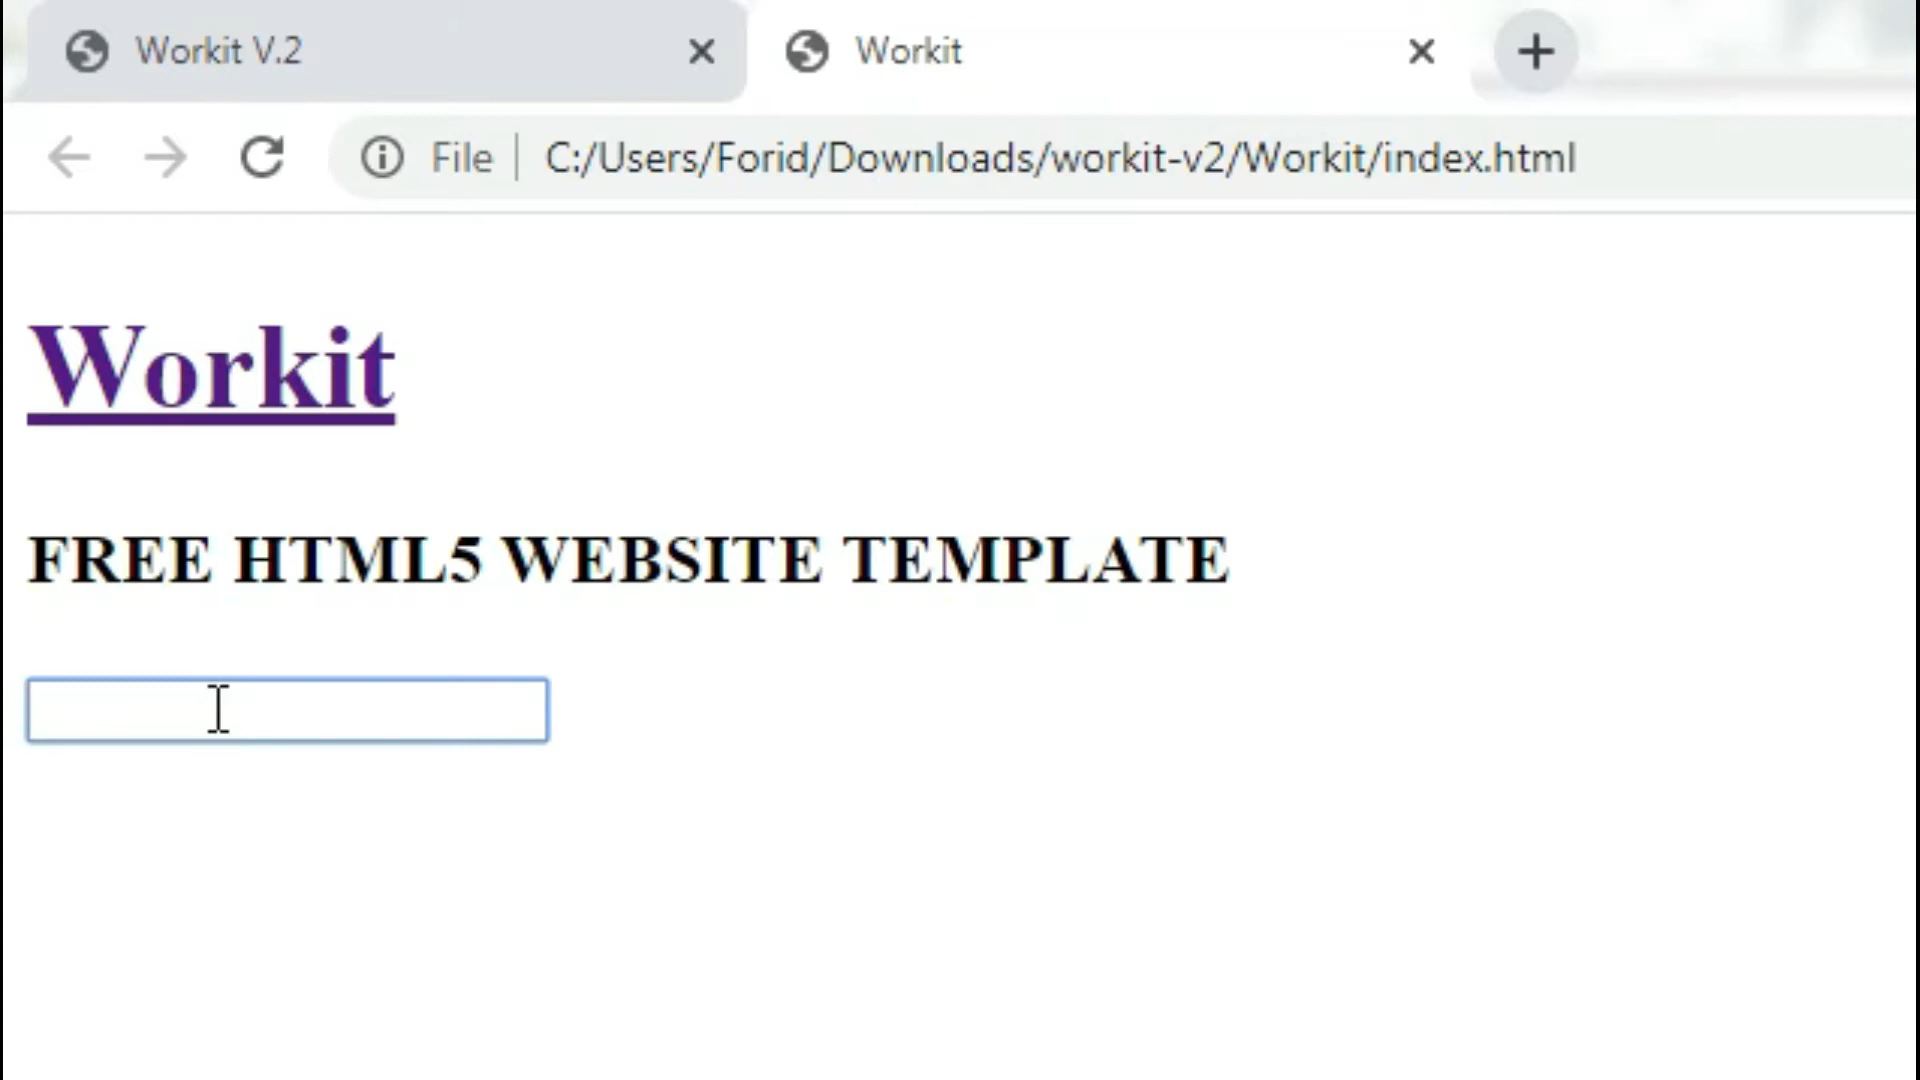 Workit V.2
Workit
File
C:/Users/Forid/Downloads/workit-v2/Workit/index.html
Workit
FREE HTML5 WEBSITE TEMPLATE